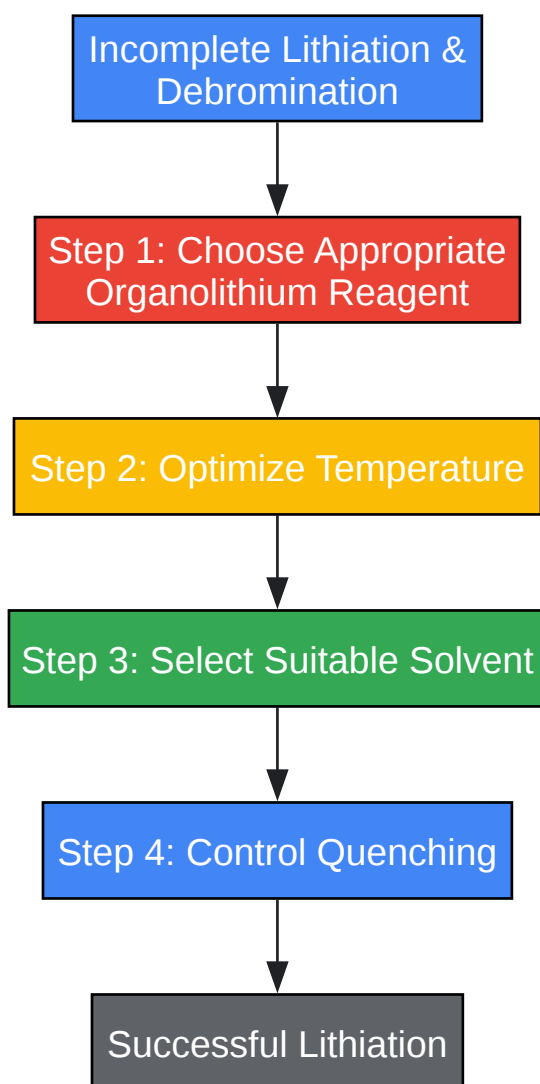 Incomplete Lithiation &
Debromination
Step 1: Choose Appropriate
Organolithium Reagent
Step 2: Optimize Temperature
Step 3: Select Suitable Solvent
Step 4: Control Quenching
Successful Lithiation